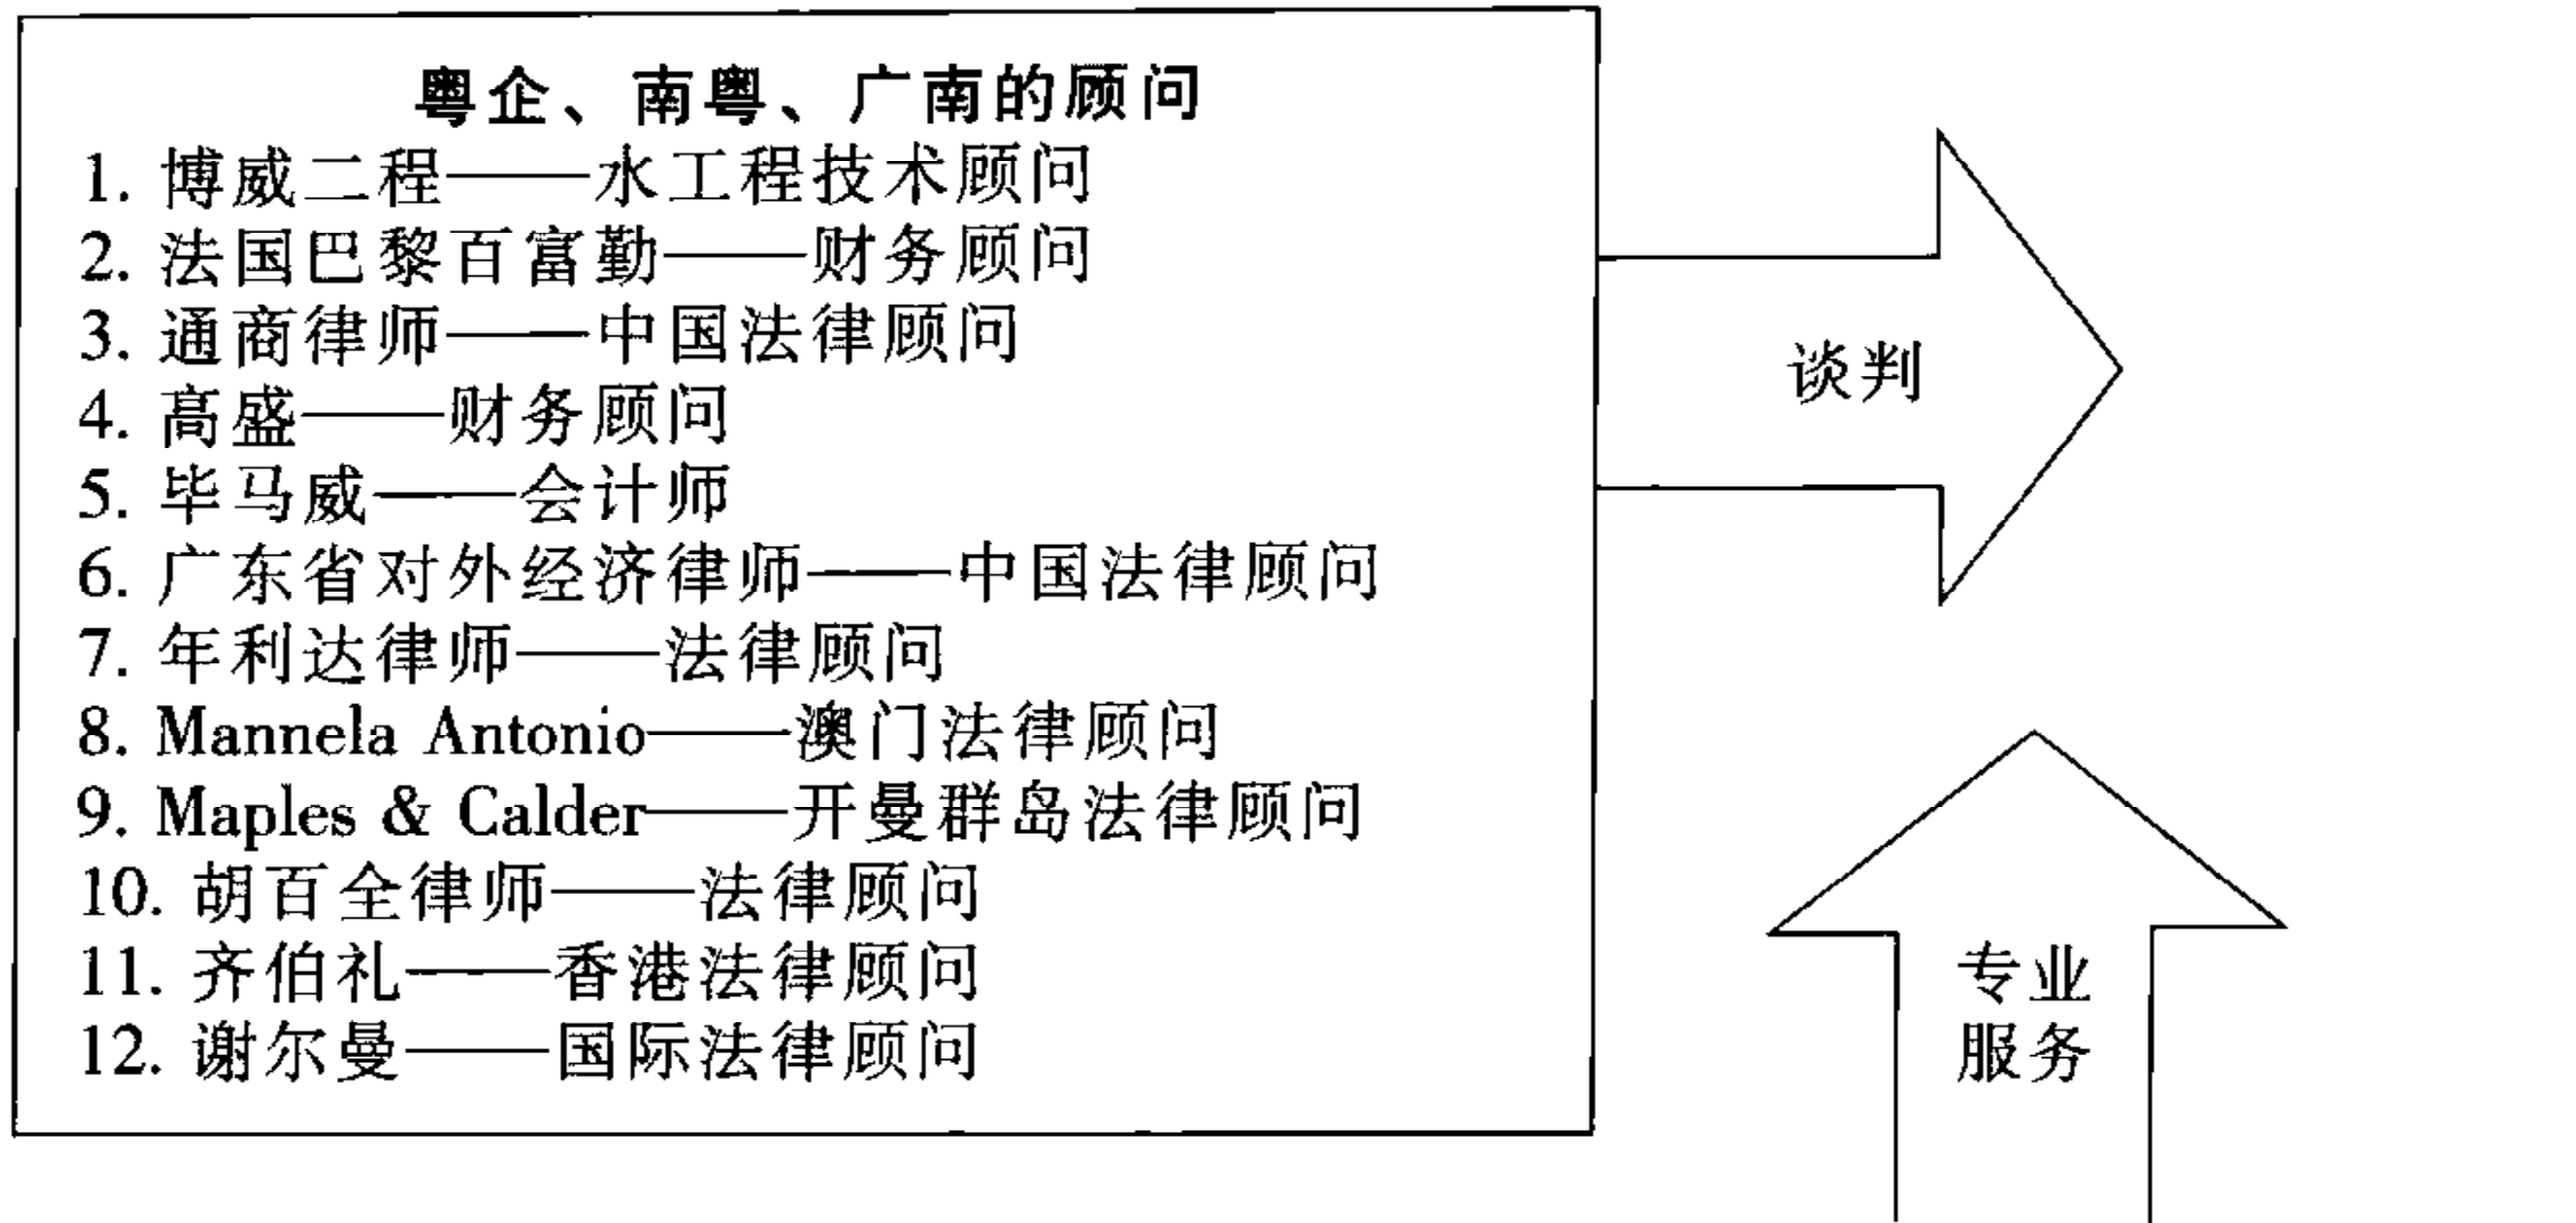 粤企、南粤、广南的顾问
1. 博威二程——水工程技术顾问
2. 法国巴黎百富勤——财务顾问
3. 通商律师——中国法律顾问
4. 高盛——财务顾问
5. 毕马威——会计师
6. 广东省对外经济律师——中国法律顾问
7. 年利达律师——法律顾问
8. Mannela Antonio——澳门法律顾问
9. Maples & Calder——开曼群岛法律顾问
10. 胡百全律师——法律顾问
11. 齐伯礼——香港法律顾问
12. 谢尔曼——国际法律顾问
谈判
专业
服务